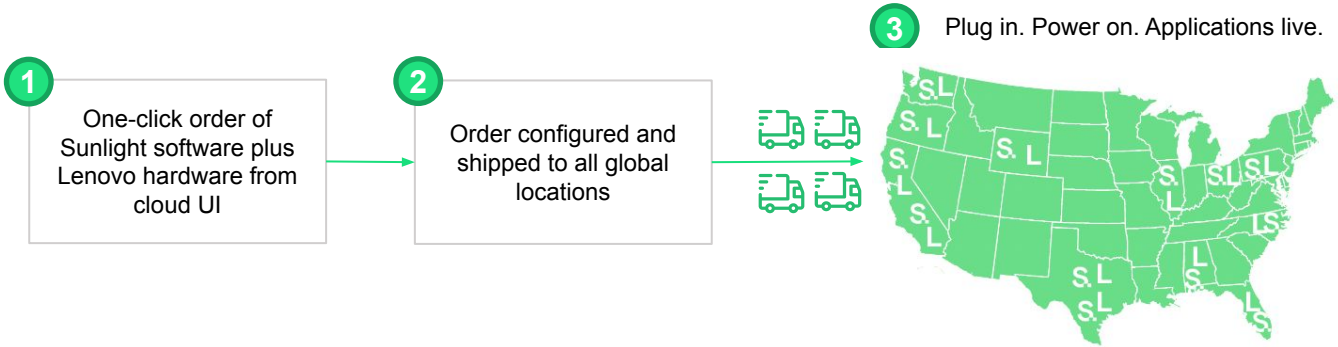 1
One-click order of
Sunlight software plus
Lenovo hardware from
cloud UI
2
Order configured and
shipped to all global
locations
3
Plug in. Power on. Applications live.
S. L
S. L
S. L
S. L
S. L
S. L
S. L
S. L
L S.
L S.
S. L
S. L
L S.